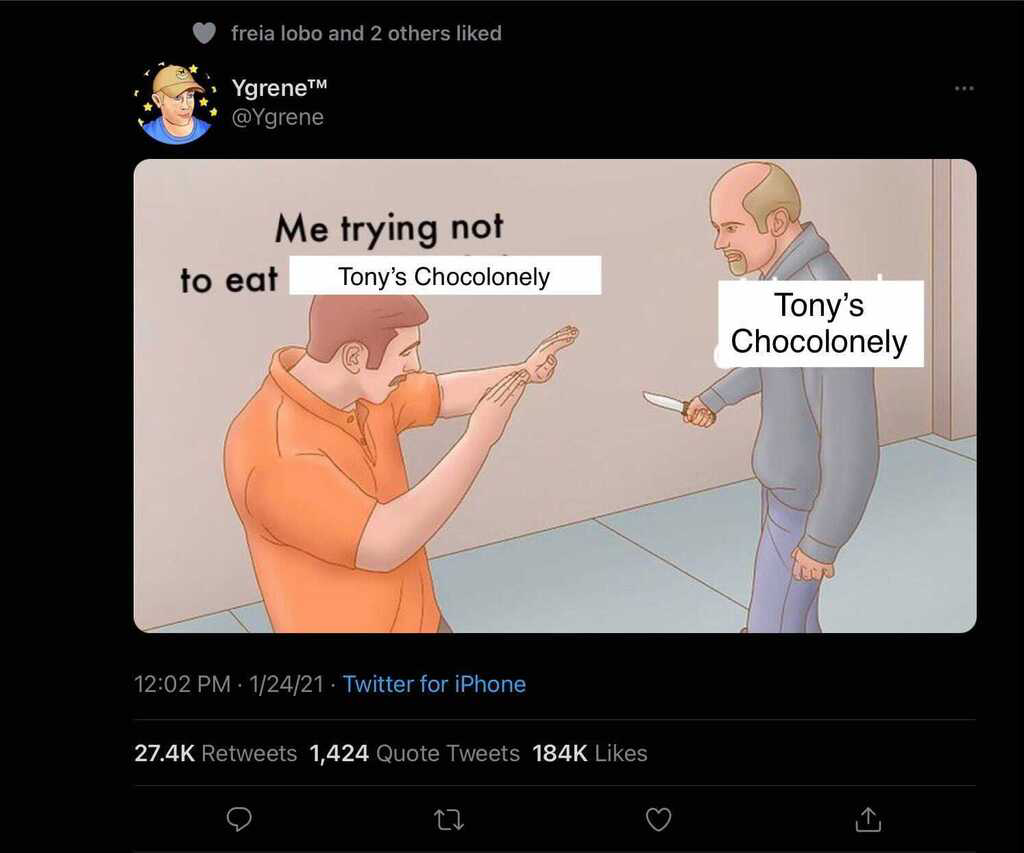 freia lobo and 2 others liked
Ygrene™
@Ygrene
Me trying not
to eat Tony's Chocolonely
Tony's
Chocolonely
12:02 PM · 1/24/21 · Twitter for iPhone
27.4K Retweets 1,424 Quote Tweets 184K Likes